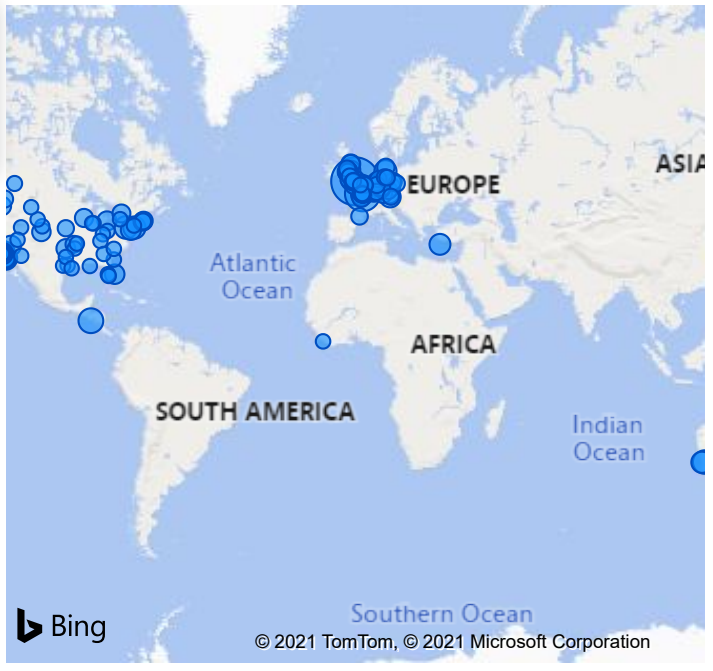 ASIA
EUROPE
Atlantic
Ocean
AFRICA
SOUTH AMERICA
Indian
Ocean
Southern Ocean
Bing
© 2021 TomTom, © 2021 Microsoft Corporation